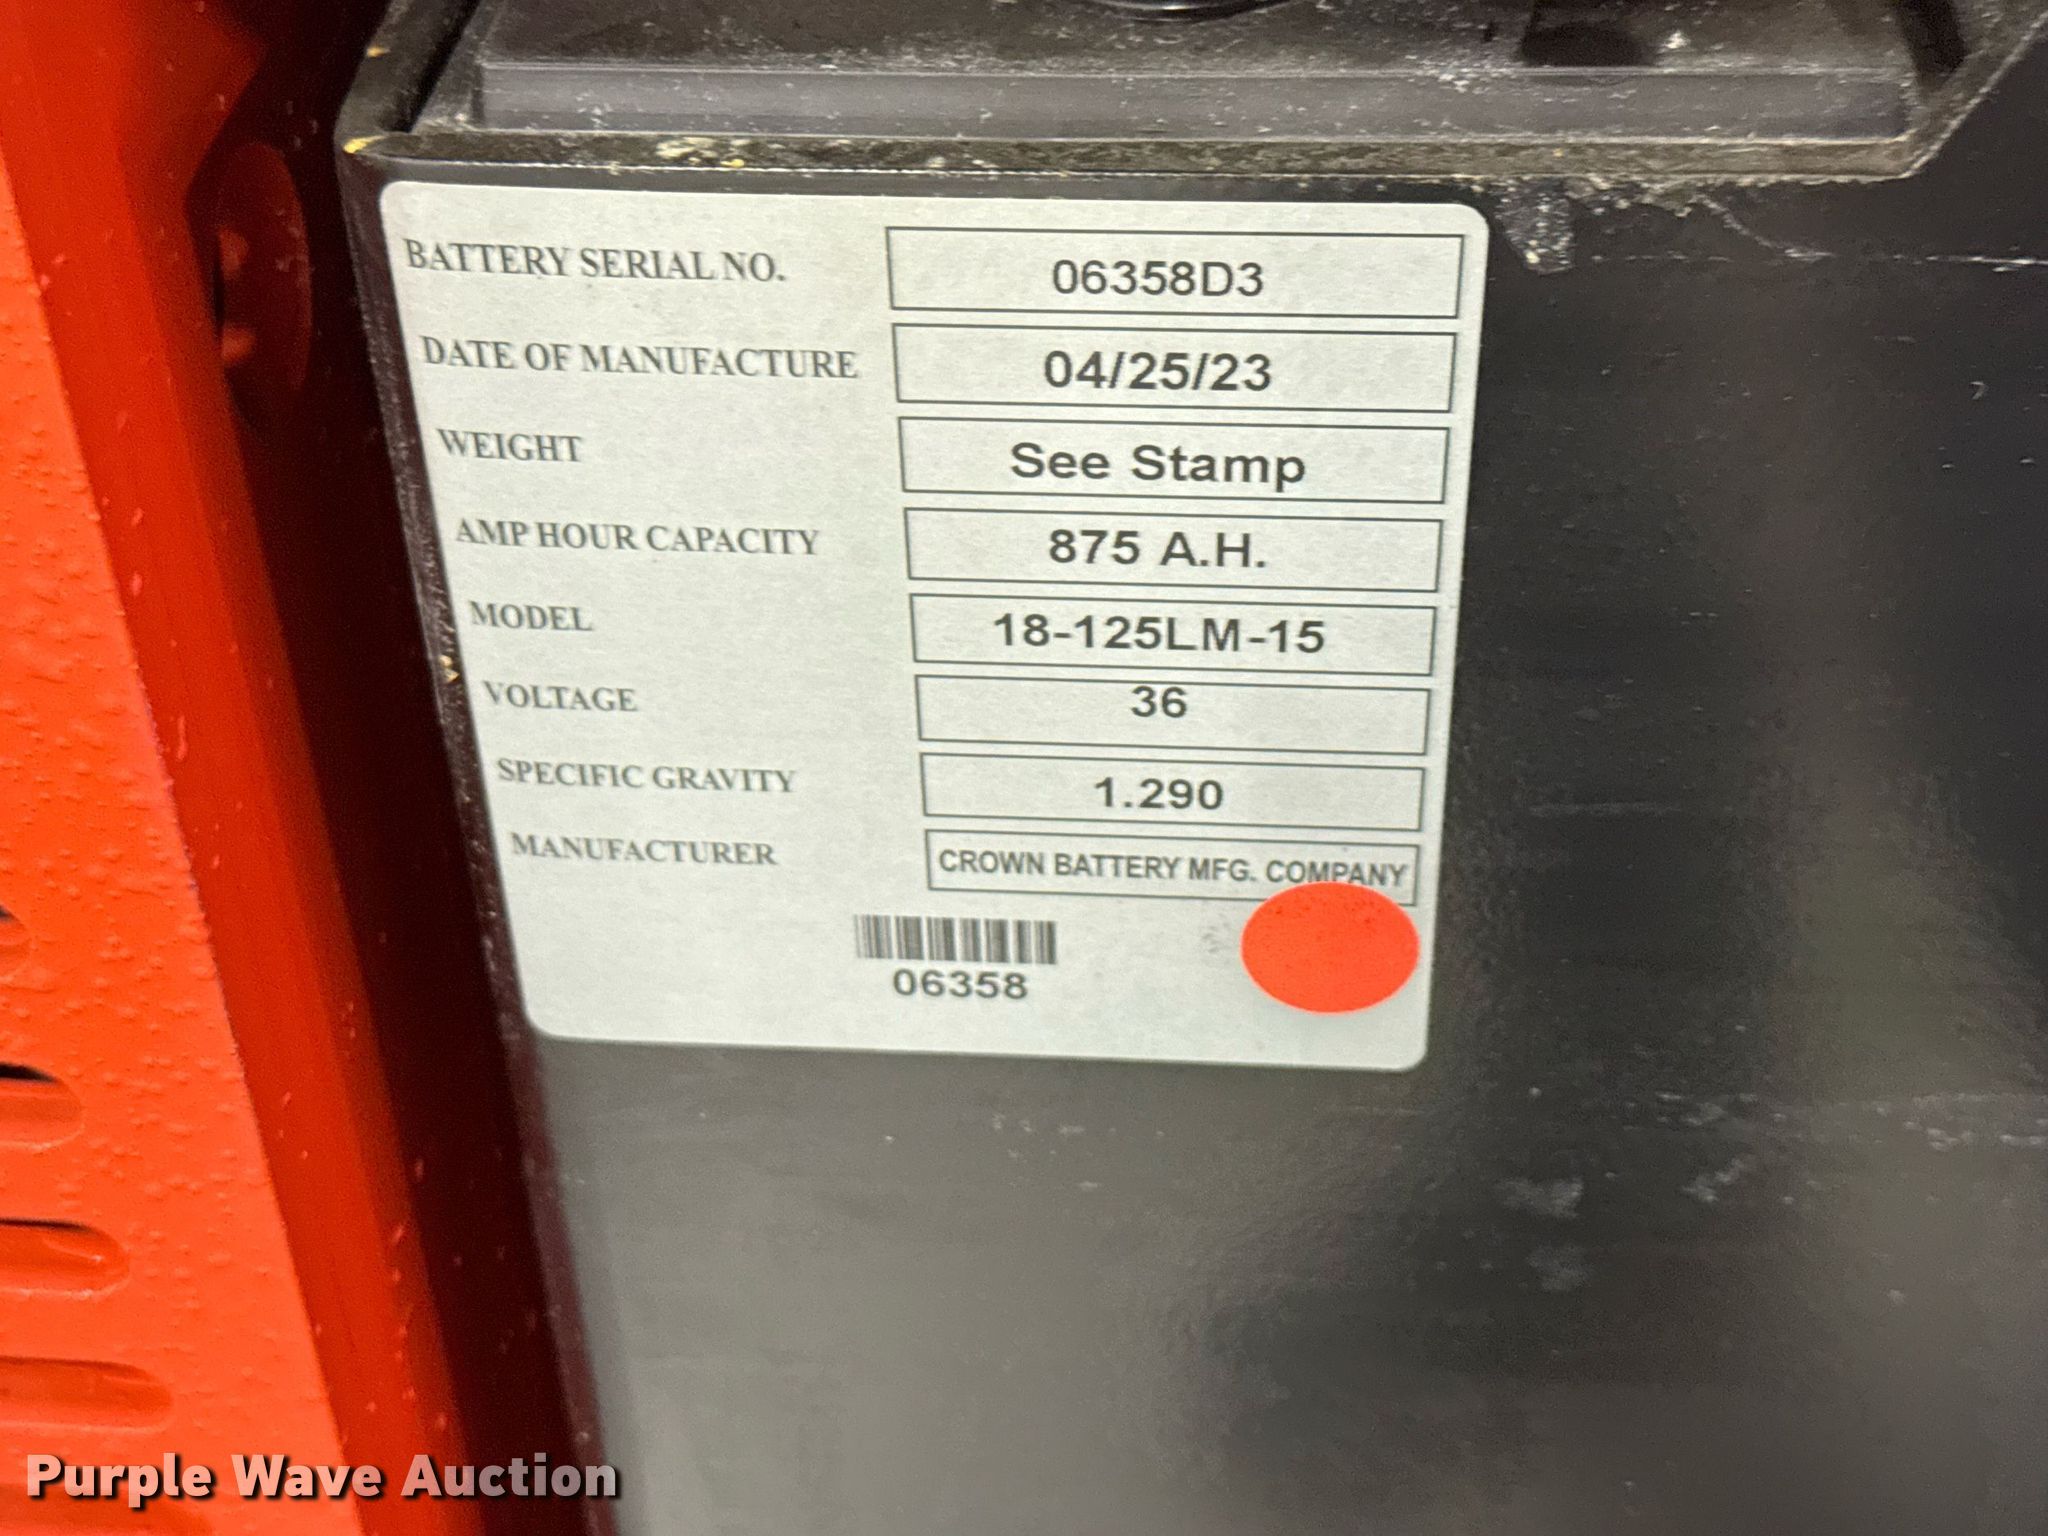 BATTERY SERIAL NO. 06358D3
DATE OF MANUFACTURE 04/25/23
WEIGHT See Stamp
AMP HOUR CAPACITY 875 A.H.
MODEL 18-125LM-15
VOLTAGE 36
SPECIFIC GRAVITY 1.290
MANUFACTURER CROWN BATTERY MFG. COMPANY
06358
Purple Wave Auction